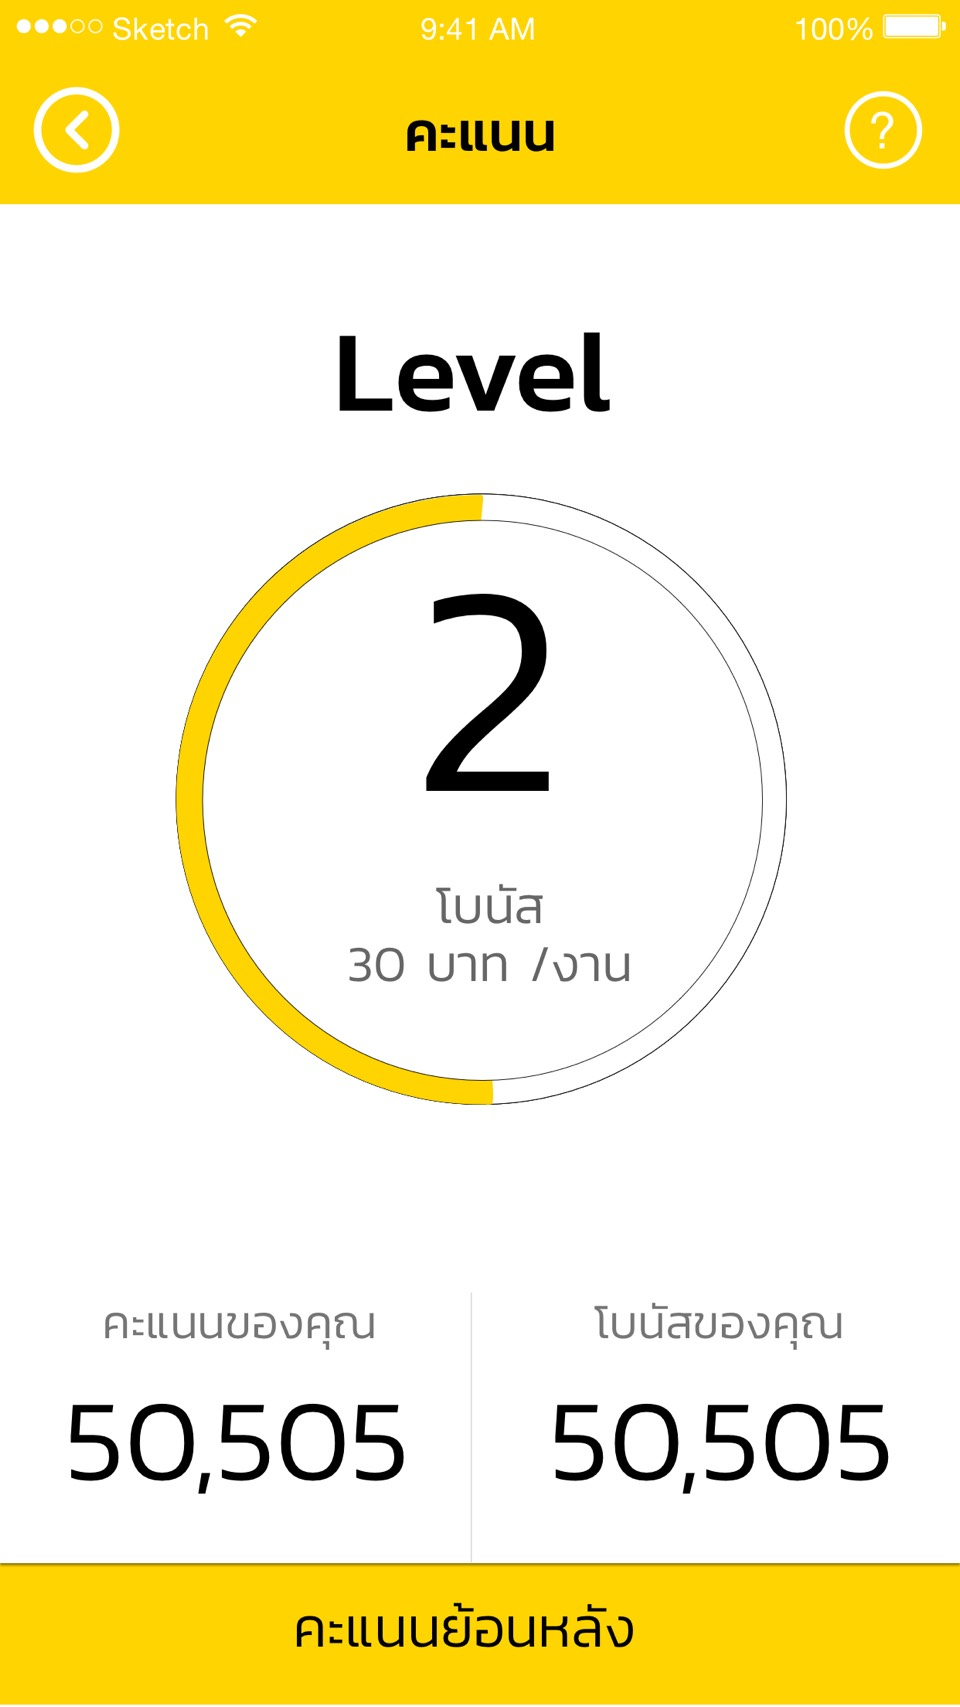 Sketch 9:41 AM 100%
คะแนน
?
Level
2
โบนัส
30 บาท /งาน
คะแนนของคุณ โบนัสของคุณ
50,505 50,505
คะแนนย้อนหลัง